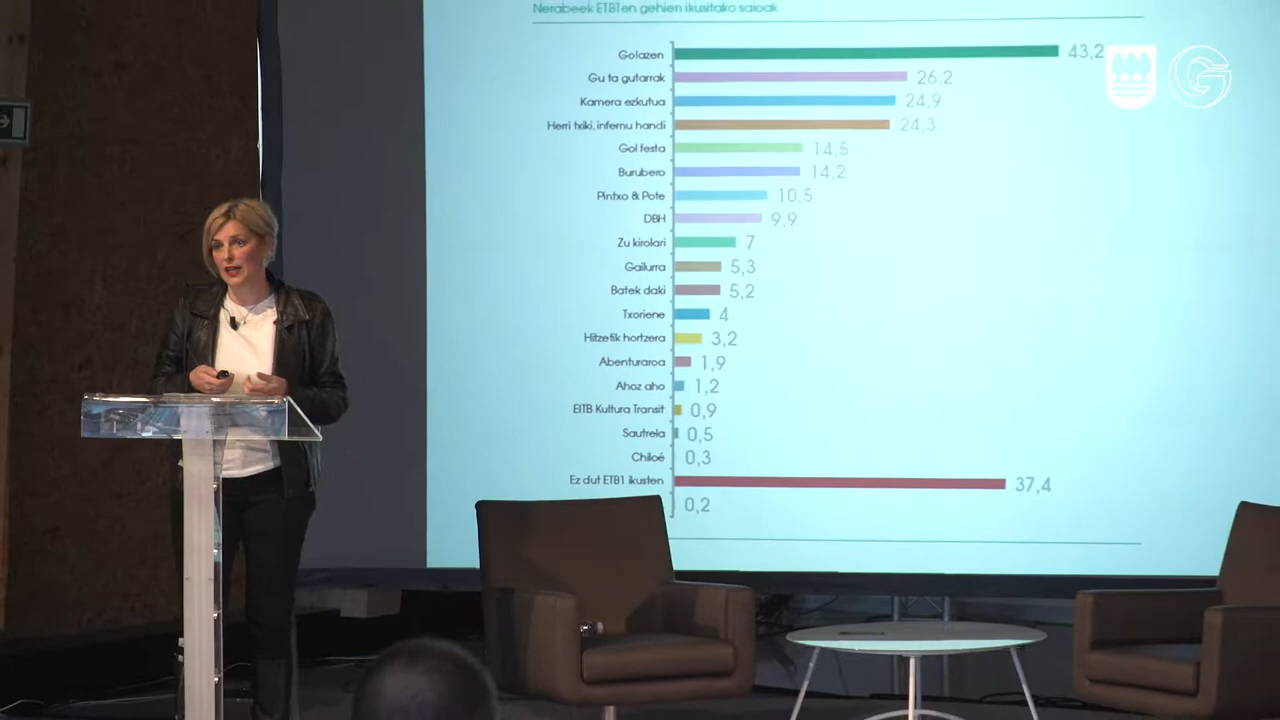 Nerabeek ETB1en gehien ikusitako saioak
Goiazen 43,2
Gu ta gutarrak 26,2
Kamera ezkutua 24,9
Herri txiki, infernu handi 24,3
Gol festa 14,5
Burubero 14,2
Pintxo & Pote 10,5
DBH 9,9
Zu kirolari 7
Gailurra 5,3
Batek daki 5,2
Txoriene 4
Hitzetik hortzera 3,2
Abenturaroa 1,9
Ahoz aho 1,2
EITB Kultura Transit 0,9
Sautrela 0,5
Chiloé 0,3
Ez dut ETB1 ikusten 37,4
0,2